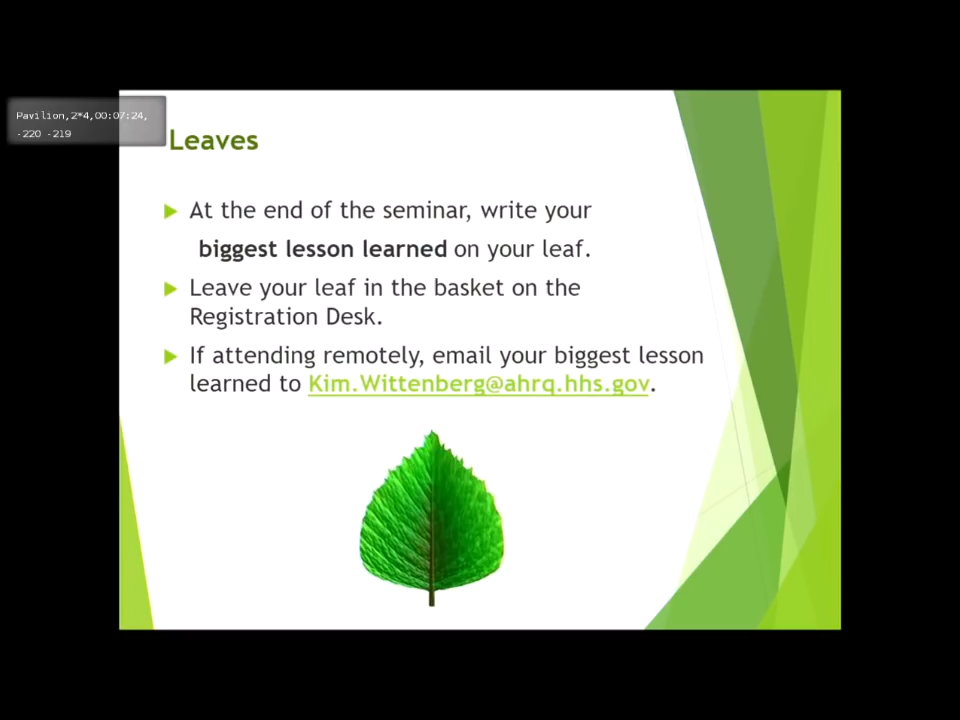 Pavilion,2*4,00:07:24,
-220 -219
Leaves
At the end of the seminar, write your
biggest lesson learned on your leaf.
Leave your leaf in the basket on the
Registration Desk.
If attending remotely, email your biggest lesson
learned to Kim.Wittenberg@ahrq.hhs.gov.